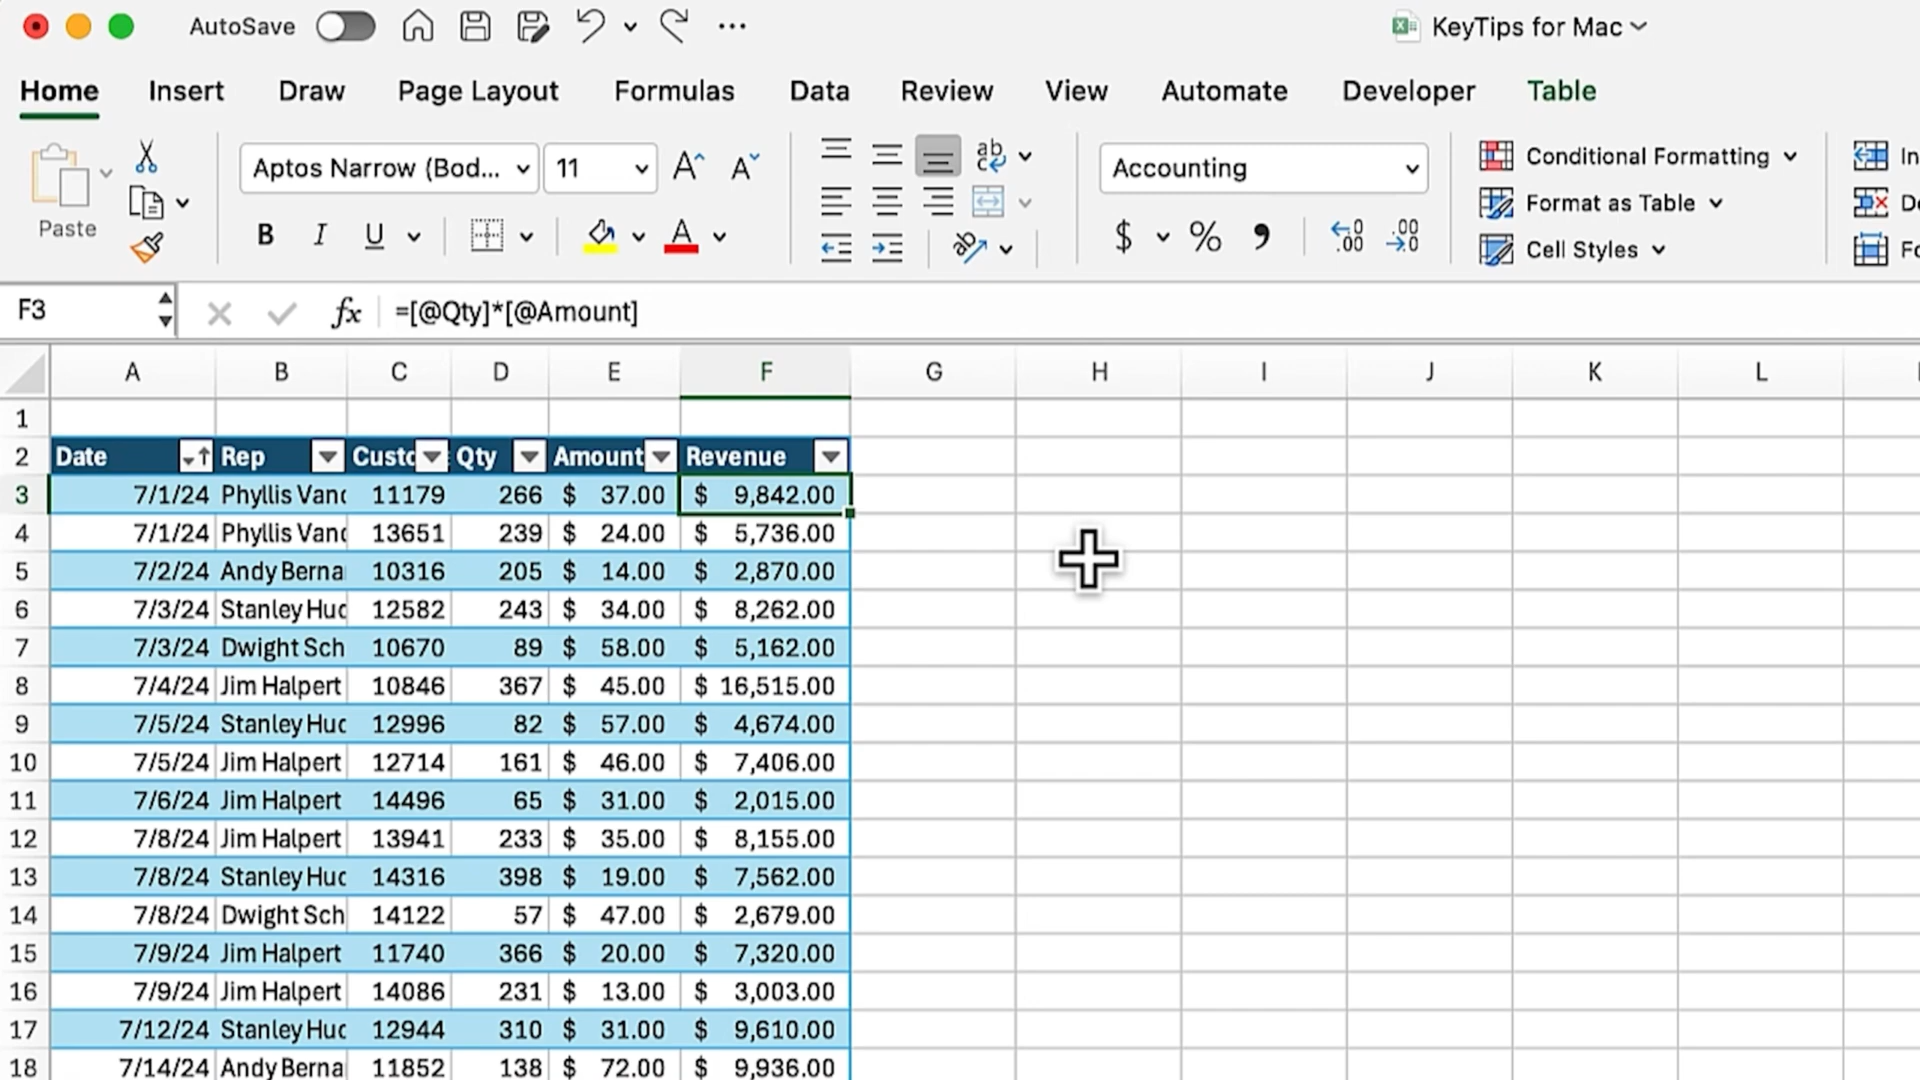 AutoSave KeyTips for Mac
Home Insert Draw Page Layout Formulas Data Review View Automate Developer Table
Paste
Aptos Narrow (Bod... 11
Accounting
Conditional Formatting
Format as Table
Cell Styles
F3 fx =[@Qty]*[@Amount]
A B C D E F G H I J K L
1
2 Date Rep Custo Qty Amount Revenue
3 7/1/24 Phyllis Vanc 11179 266 $ 37.00 $ 9,842.00
4 7/1/24 Phyllis Vanc 13651 239 $ 24.00 $ 5,736.00
5 7/2/24 Andy Berna 10316 205 $ 14.00 $ 2,870.00
6 7/3/24 Stanley Huc 12582 243 $ 34.00 $ 8,262.00
7 7/3/24 Dwight Sch 10670 89 $ 58.00 $ 5,162.00
8 7/4/24 Jim Halpert 10846 367 $ 45.00 $ 16,515.00
9 7/5/24 Stanley Huc 12996 82 $ 57.00 $ 4,674.00
10 7/5/24 Jim Halpert 12714 161 $ 46.00 $ 7,406.00
11 7/6/24 Jim Halpert 14496 65 $ 31.00 $ 2,015.00
12 7/8/24 Jim Halpert 13941 233 $ 35.00 $ 8,155.00
13 7/8/24 Stanley Huc 14316 398 $ 19.00 $ 7,562.00
14 7/8/24 Dwight Sch 14122 57 $ 47.00 $ 2,679.00
15 7/9/24 Jim Halpert 11740 366 $ 20.00 $ 7,320.00
16 7/9/24 Jim Halpert 14086 231 $ 13.00 $ 3,003.00
17 7/12/24 Stanley Huc 12944 310 $ 31.00 $ 9,610.00
18 7/14/24 Andy Berna 11852 138 $ 72.00 $ 9,936.00